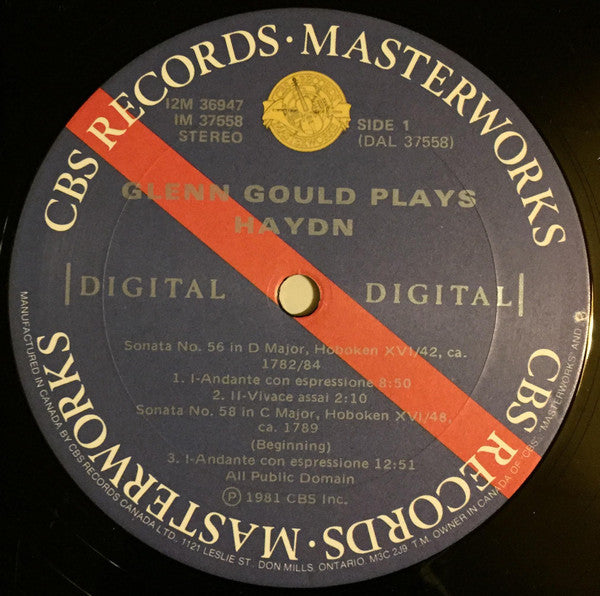 CBS RECORDS · MASTERWORKS
I2M 36947
IM 37558
STEREO
SIDE 1
(DAL 37558)
GLENN GOULD PLAYS
HAYDN
DIGITAL
DIGITAL
Sonata No. 56 in D Major, Hoboken XVI/42, ca.
1782/84
1. I-Andante con espressione 8:50
2. II-Vivace assai 2:10
Sonata No. 58 in C Major, Hoboken XVI/48,
ca. 1789
(Beginning)
3. I-Andante con espressione 12:51
All Public Domain
Ⓟ 1981 CBS Inc.
CBS RECORDS · MASTERWORKS
MANUFACTURED IN CANADA BY CBS RECORDS CANADA LTD., 1121 LESLIE ST. DON MILLS, ONTARIO, M3C 2J9 T.M. OWNER IN CANADA OF "CBS", "MASTERWORKS" AND